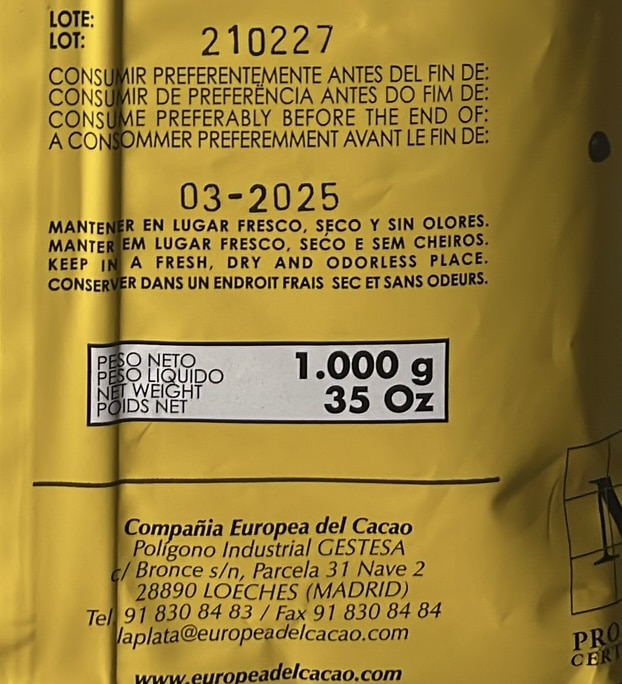 LOTE:
LOT:
210227
CONSUMIR PREFERENTEMENTE ANTES DEL FIN DE:
CONSUMIR DE PREFERËNCIA ANTES DO FIM DE:
CONSUME PREFERABLY BEFORE THE END OF:
A CONSOMMER PREFEREMMENT AVANT LE FIN DE:
03-2025
MANTENER EN LUGAR FRESCO, SECO Y SIN OLORES.
MANTER EM LUGAR FRESCO, SECO E SEM CHEIROS.
KEEP IN A FRESH, DRY AND ODORLESS PLACE.
CONSERVER DANS UN ENDROIT FRAIS SEC ET SANS ODEURS.
PESO NETO
PESO LIQUIDO
NET WEIGHT
POIDS NET
1.000 g
35 Oz
Compañia Europea del Cacao
Polígono Industrial GESTESA
c/ Bronce s/n, Parcela 31 Nave 2
28890 LOECHES (MADRID)
Tel. 91 830 84 83 / Fax 91 830 84 84
laplata@europeadelcacao.com
www.europeadelcacao.com
PRO
CERT